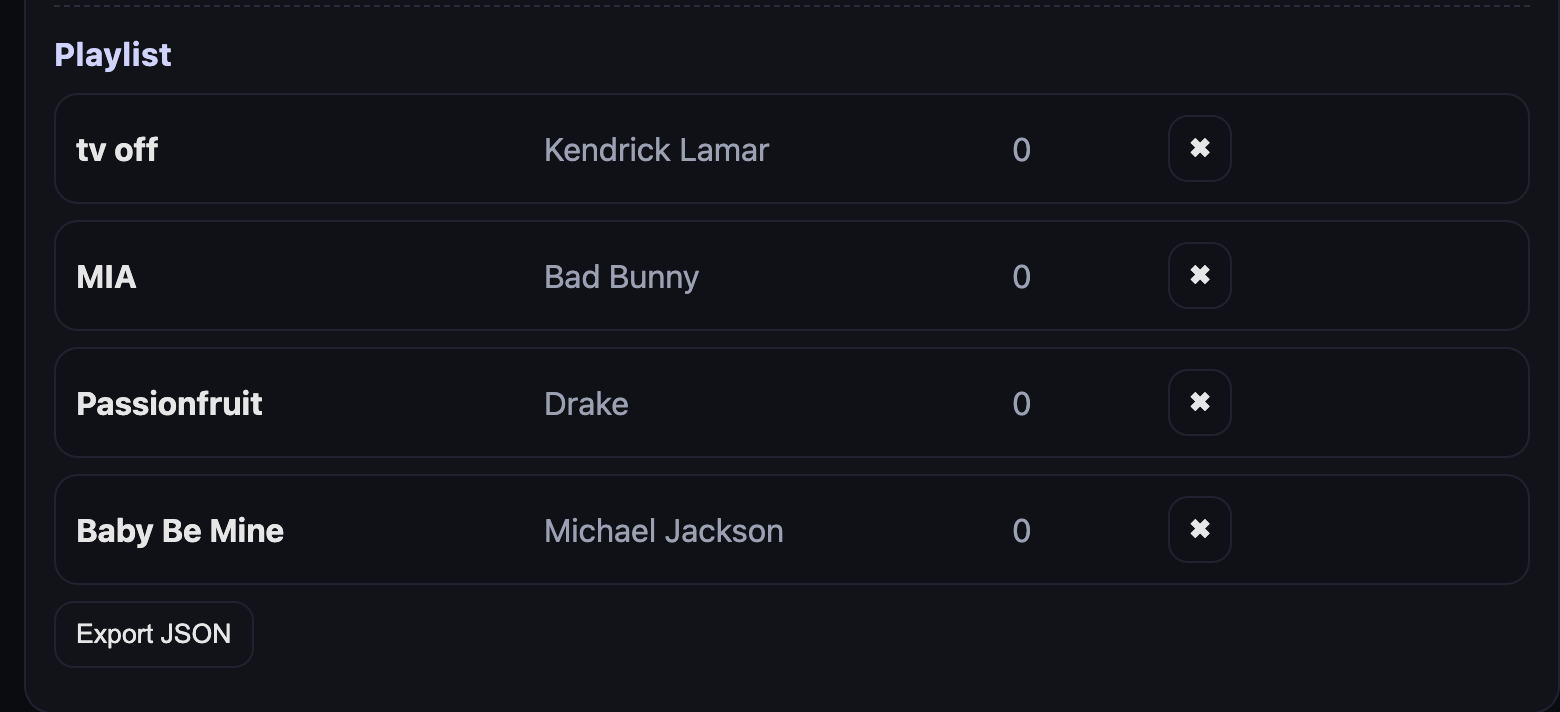 Playlist
tv off Kendrick Lamar 0 ✖
MIA Bad Bunny 0 ✖
Passionfruit Drake 0 ✖
Baby Be Mine Michael Jackson 0 ✖
Export JSON